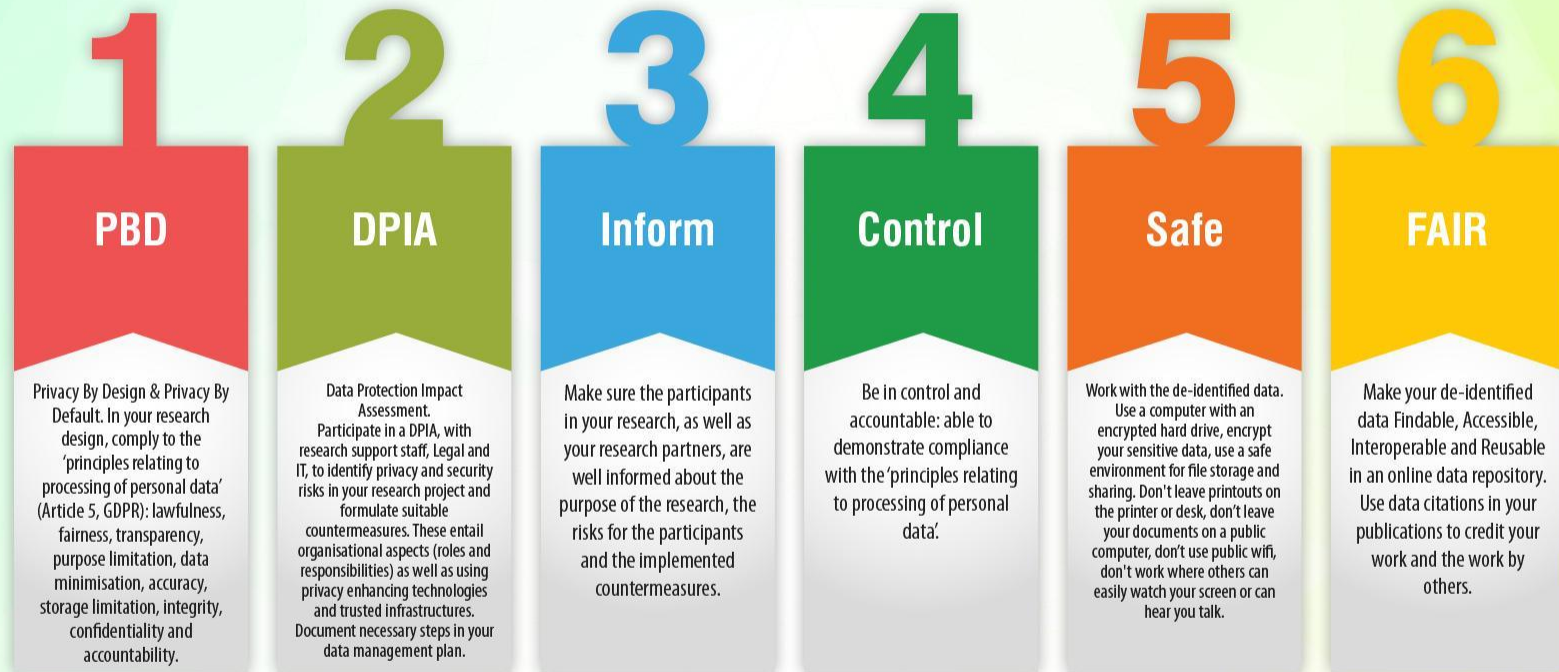 1
PBD
Privacy By Design & Privacy By
Default. In your research
design, comply to the
‘principles relating to
processing of personal data’
(Article 5, GDPR): lawfulness,
fairness, transparency,
purpose limitation, data
minimisation, accuracy,
storage limitation, integrity,
confidentiality and
accountability.
2
DPIA
Data Protection Impact
Assessment.
Participate in a DPIA, with
research support staff, Legal and
IT, to identify privacy and security
risks in your research project and
formulate suitable
countermeasures. These entail
organisational aspects (roles and
responsibilities) as well as using
privacy enhancing technologies
and trusted infrastructures.
Document necessary steps in your
data management plan.
3
Inform
Make sure the participants
in your research, as well as
your research partners, are
well informed about the
purpose of the research, the
risks for the participants
and the implemented
countermeasures.
4
Control
Be in control and
accountable: able to
demonstrate compliance
with the ‘principles relating
to processing of personal
data’.
5
Safe
Work with the de-identified data.
Use a computer with an
encrypted hard drive, encrypt
your sensitive data, use a safe
environment for file storage and
sharing. Don't leave printouts on
the printer or desk, don’t leave
your documents on a public
computer, don’t use public wifi,
don't work where others can
easily watch your screen or can
hear you talk.
6
FAIR
Make your de-identified
data Findable, Accessible,
Interoperable and Reusable
in an online data repository.
Use data citations in your
publications to credit your
work and the work by
others.